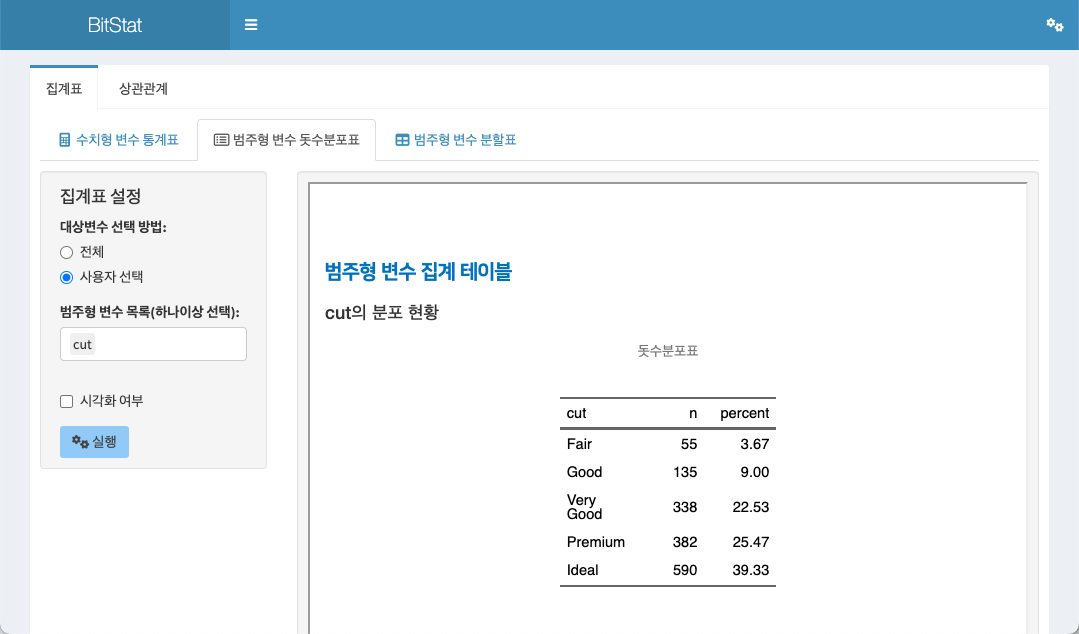 BitStat
집계표 상관관계
수치형 변수 통계표 범주형 변수 돗수분포표 범주형 변수 분할표
집계표 설정
대상변수 선택 방법:
전체
사용자 선택
범주형 변수 목록(하나이상 선택):
cut
시각화 여부
실행
범주형 변수 집계 테이블
cut의 분포 현황
돗수분포표
cut n percent
Fair 55 3.67
Good 135 9.00
Very
Good 338 22.53
Premium 382 25.47
Ideal 590 39.33